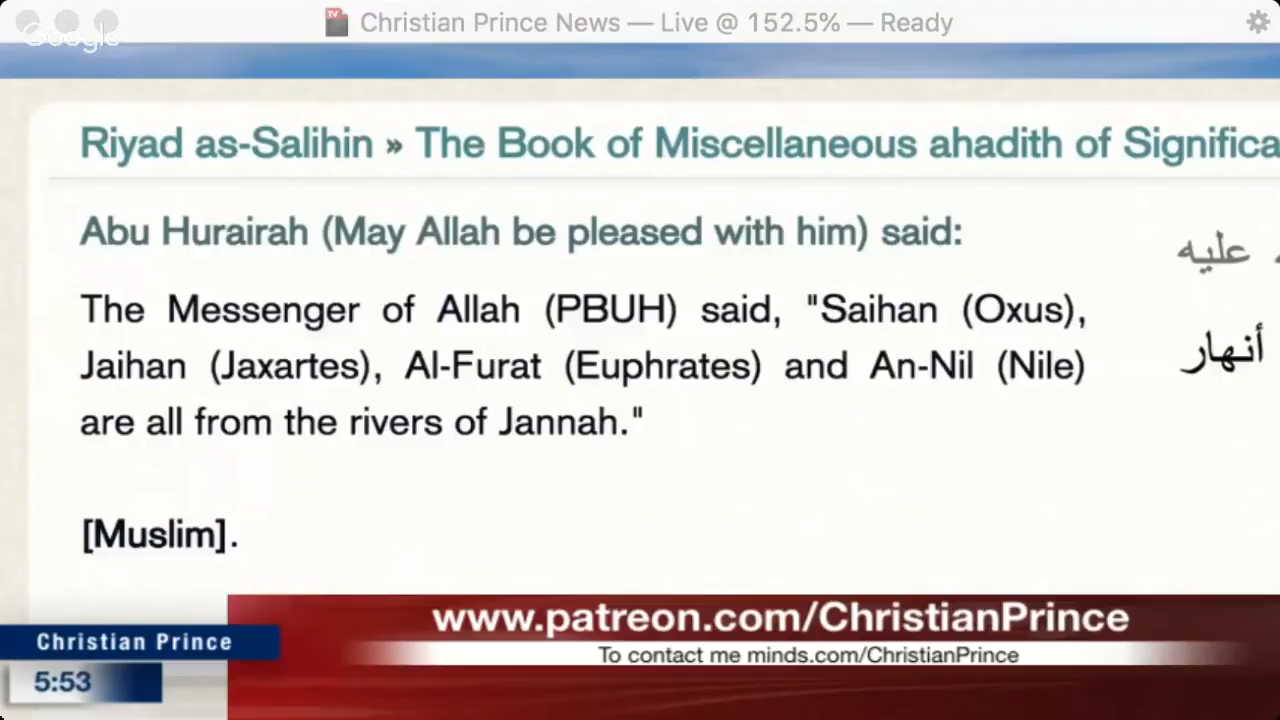 Christian Prince News — Live @ 152.5% — Ready
Google
Riyad as-Salihin » The Book of Miscellaneous ahadith of Significa
Abu Hurairah (May Allah be pleased with him) said:
عليه
The Messenger of Allah (PBUH) said, "Saihan (Oxus),
أنهار
Jaihan (Jaxartes), Al-Furat (Euphrates) and An-Nil (Nile)
are all from the rivers of Jannah."
[Muslim].
www.patreon.com/ChristianPrince
Christian Prince
To contact me minds.com/ChristianPrince
5:53